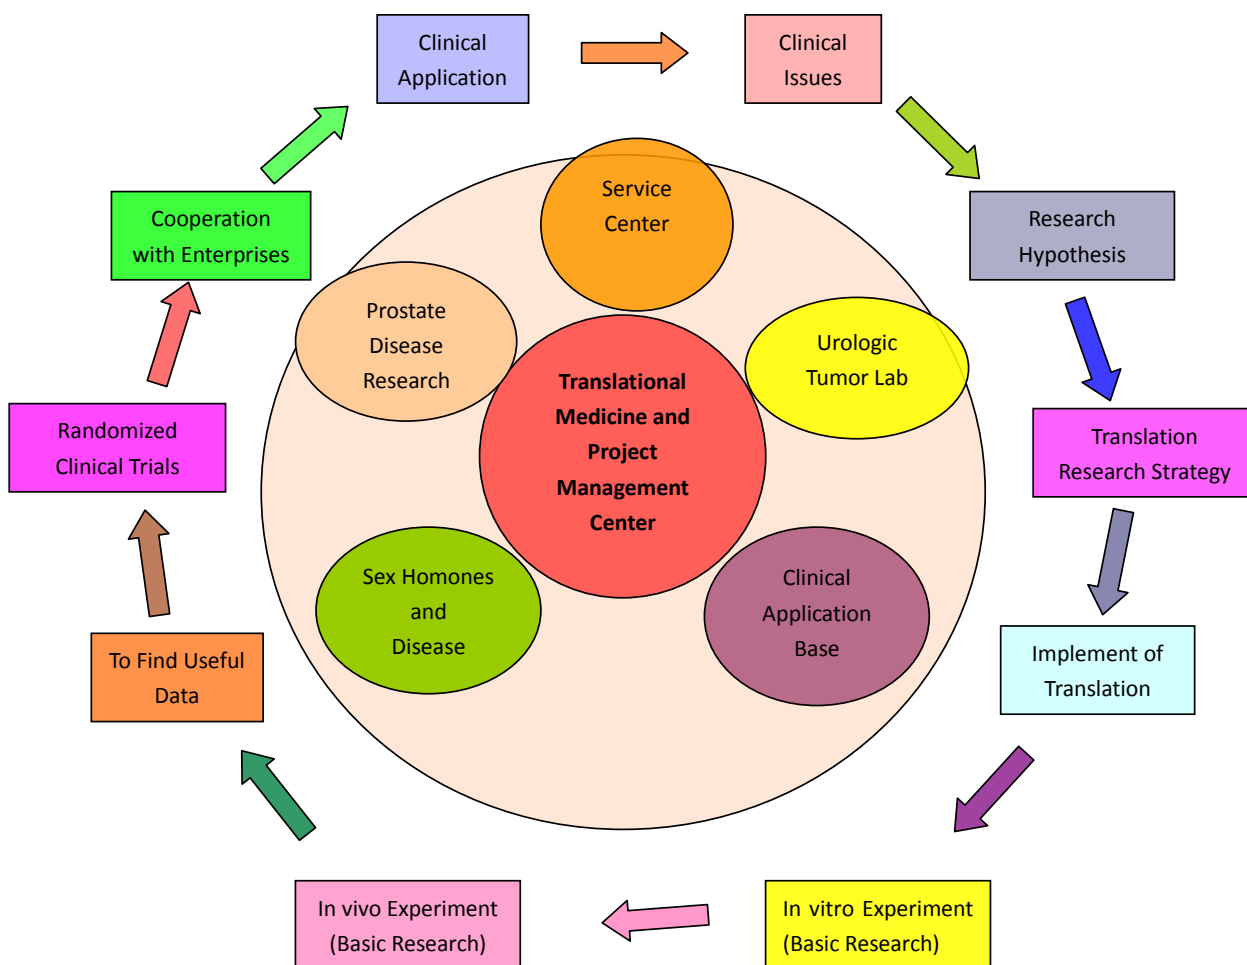 Clinical
Application
Clinical
Issues
Service
Center
Cooperation
with Enterprises
Research
Hypothesis
Prostate
Disease
Research
Urologic
Tumor Lab
Translational
Medicine and
Project
Management
Center
Randomized
Clinical Trials
Translation
Research Strategy
Sex Homones
and
Disease
Clinical
Application
Base
To Find Useful
Data
Implement of
Translation
In vivo Experiment
(Basic Research)
In vitro Experiment
(Basic Research)